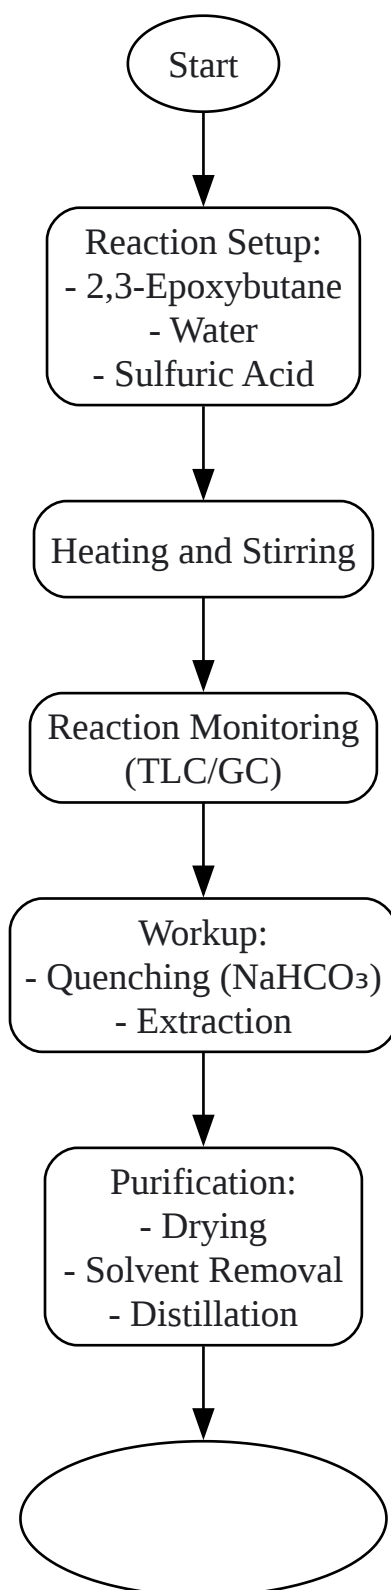 Start
Reaction Setup:
- 2,3-Epoxybutane
- Water
- Sulfuric Acid
Heating and Stirring
Reaction Monitoring
(TLC/GC)
Workup:
- Quenching (NaHCO₃)
- Extraction
Purification:
- Drying
- Solvent Removal
- Distillation